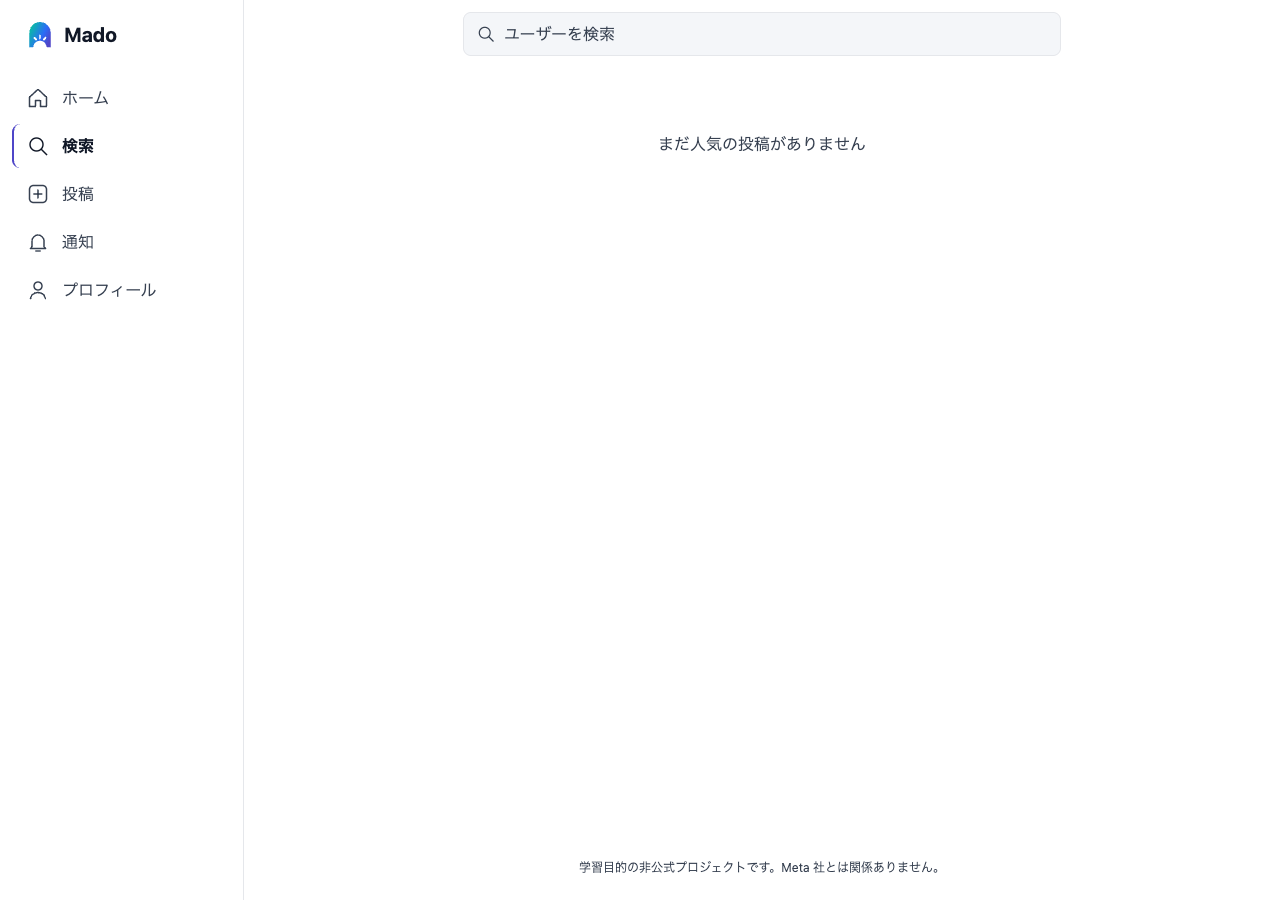 Mado
ホーム
検索
投稿
通知
プロフィール
ユーザーを検索
まだ人気の投稿がありません
学習目的の非公式プロジェクトです。Meta 社とは関係ありません。